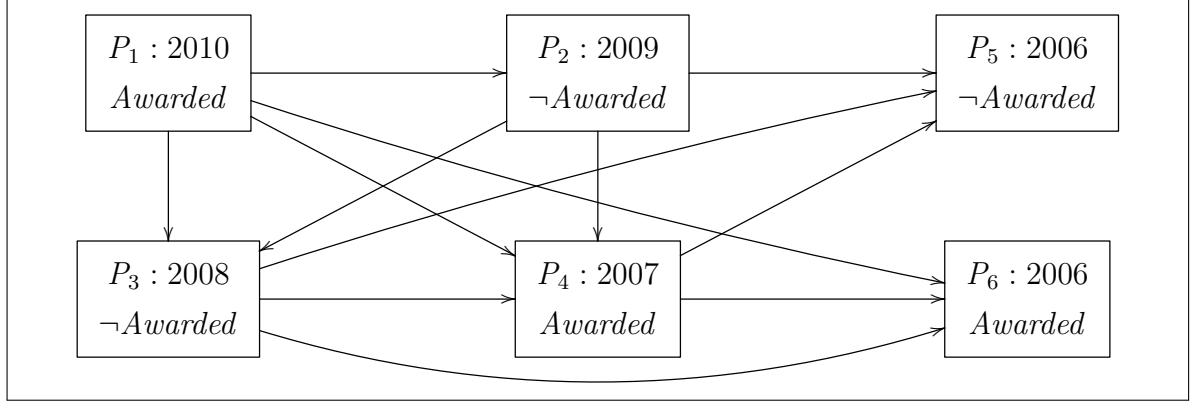 P₁ : 2010
Awarded
P₂ : 2009
¬Awarded
P₅ : 2006
¬Awarded
P₃ : 2008
¬Awarded
P₄ : 2007
Awarded
P₆ : 2006
Awarded